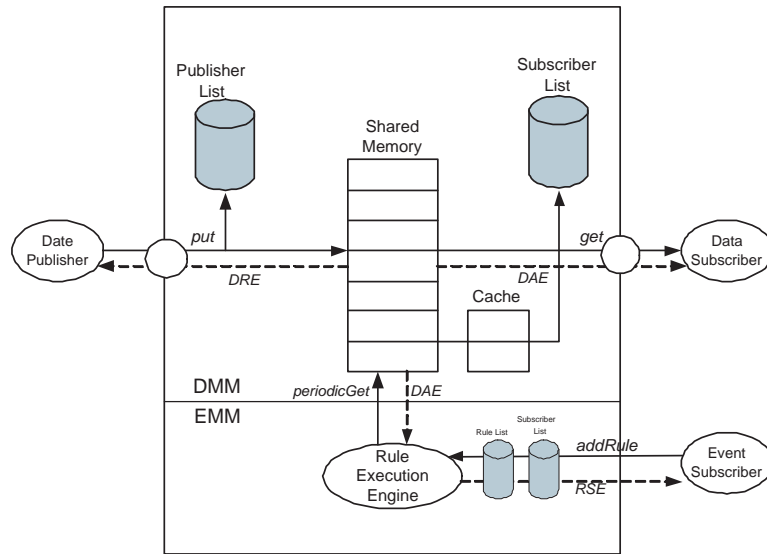 Publisher
List
Subscriber
List
Shared
Memory
put
get
Date
Publisher
Data
Subscriber
DRE
DAE
Cache
DMM
periodicGet
DAE
EMM
Rule List
Subscriber
List
addRule
Rule
Execution
Engine
Event
Subscriber
RSE